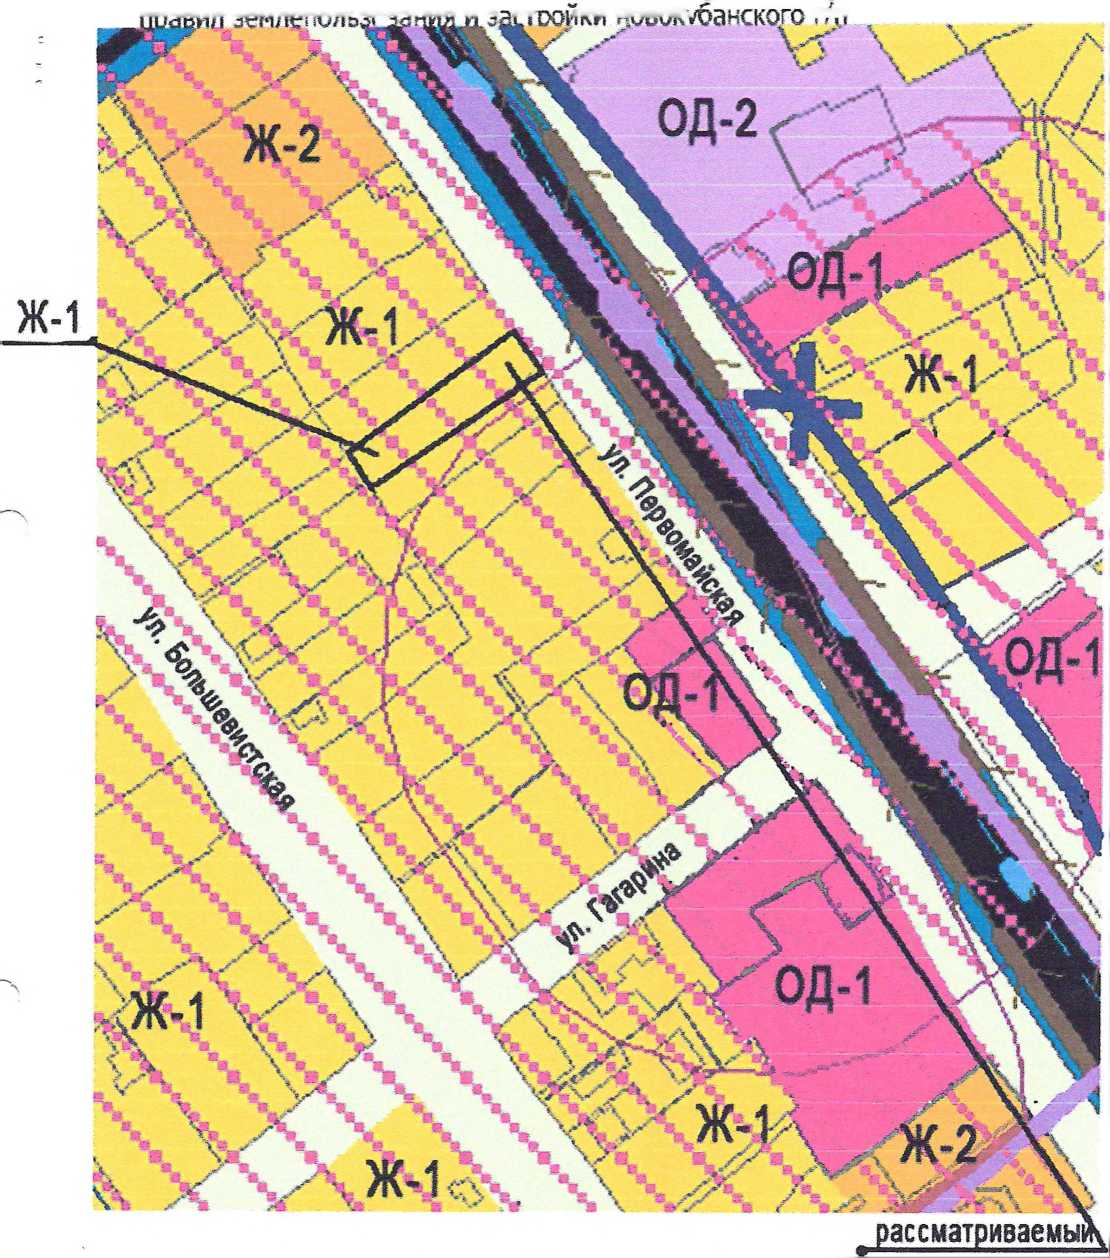 правил землепользования и застройки Новокубанского г/п
ОД-2
Ж-2
ОД-1
Ж-1
Ж-1
Ж-1
ул. Первомайская
ул. Большевистская
ОД-1
ОД-1
ул. Гагарина
ОД-1
Ж-1
Ж-1
Ж-2
Ж-1
рассматриваемый